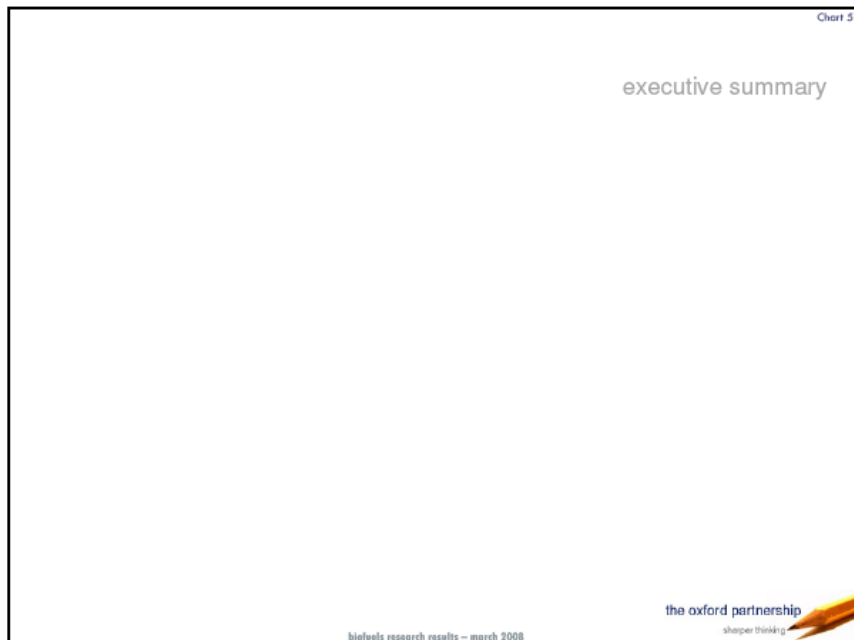 Chart 5
executive summary
the oxford partnership
sharper thinking
biofuels research results – march 2008